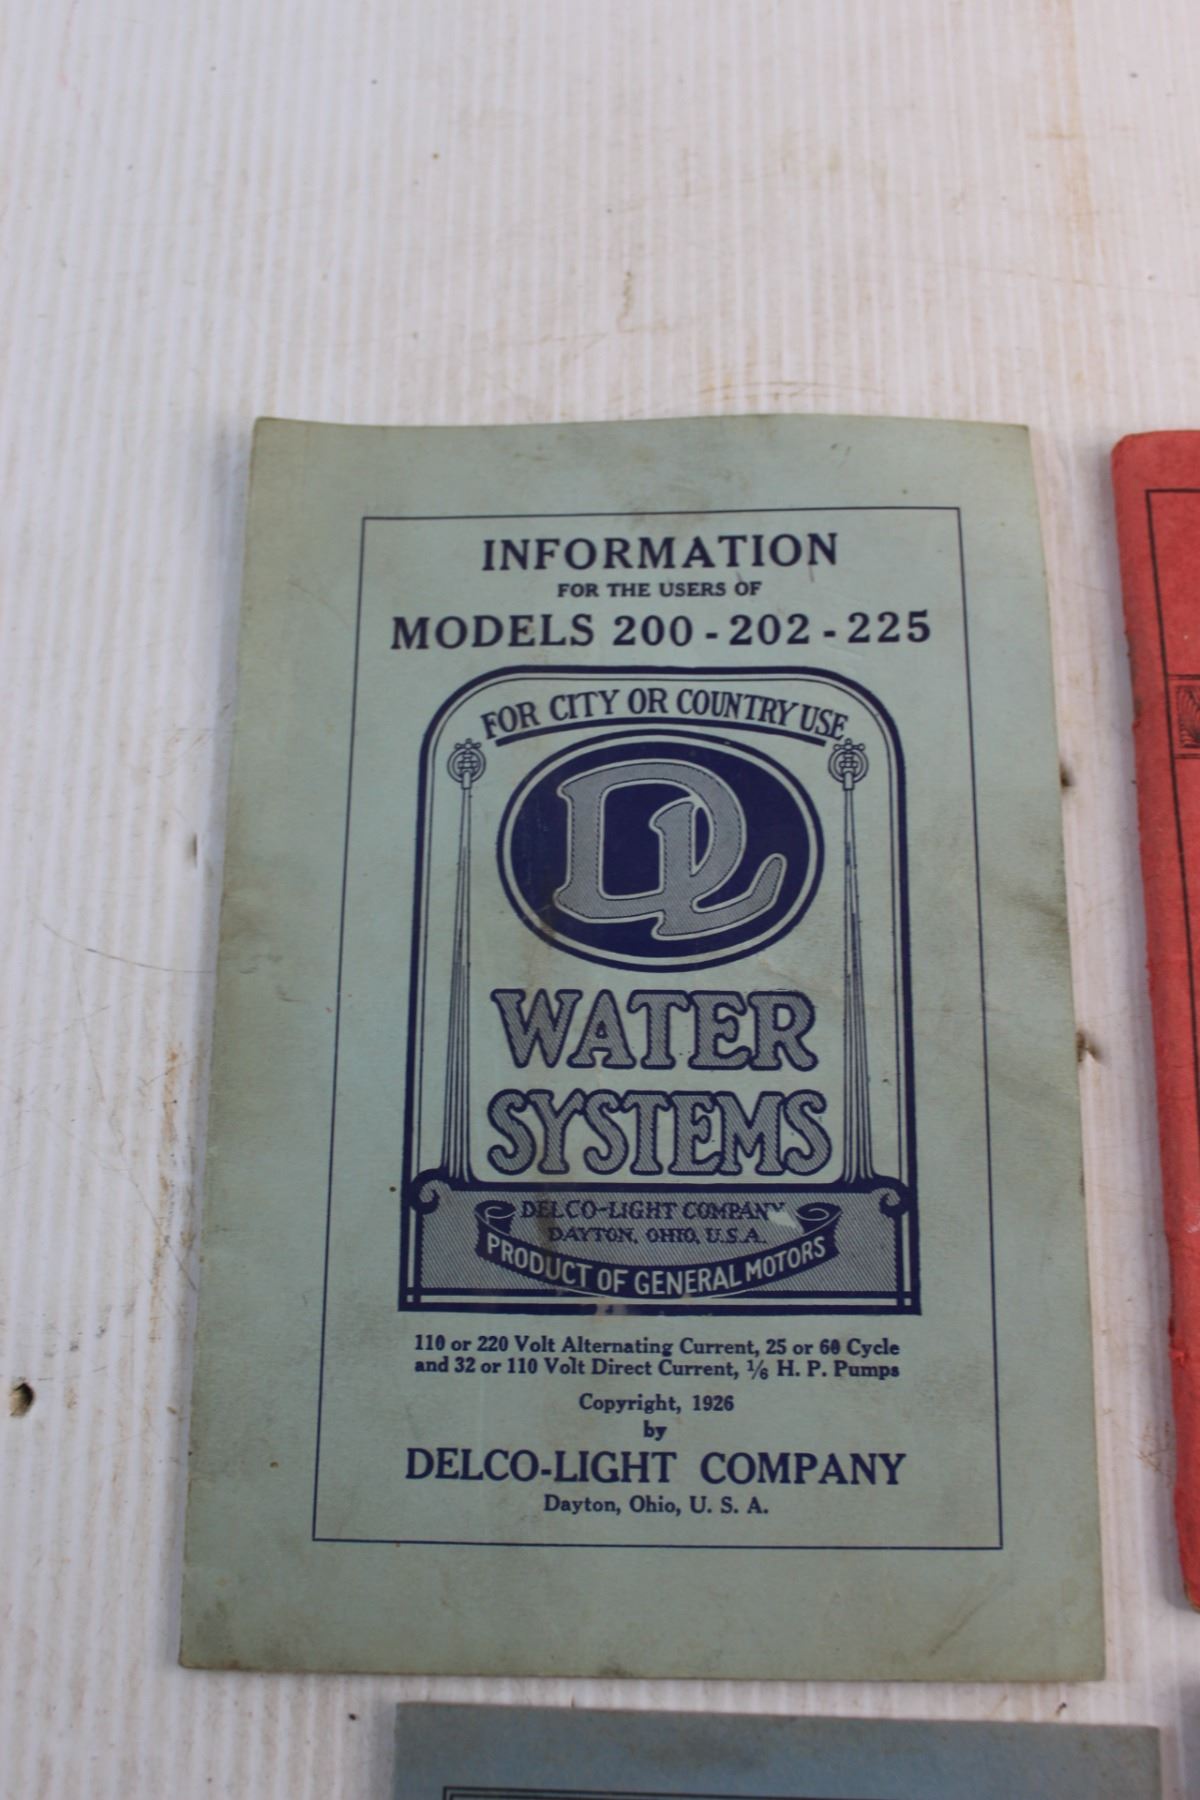 INFORMATION
FOR THE USERS OF
MODELS 200 - 202 - 225
FOR CITY OR COUNTRY USE
DL
WATER
SYSTEMS
DELCO-LIGHT COMPANY
DAYTON, OHIO, U.S.A.
PRODUCT OF GENERAL MOTORS
110 or 220 Volt Alternating Current, 25 or 60 Cycle
and 32 or 110 Volt Direct Current, 1/6 H. P. Pumps
Copyright, 1926
by
DELCO-LIGHT COMPANY
Dayton, Ohio, U. S. A.